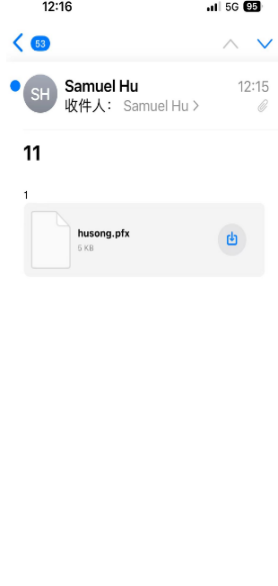 12:16 5G 95
53
SH Samuel Hu 12:15
收件人： Samuel Hu
11
1
husong.pfx
5 KB